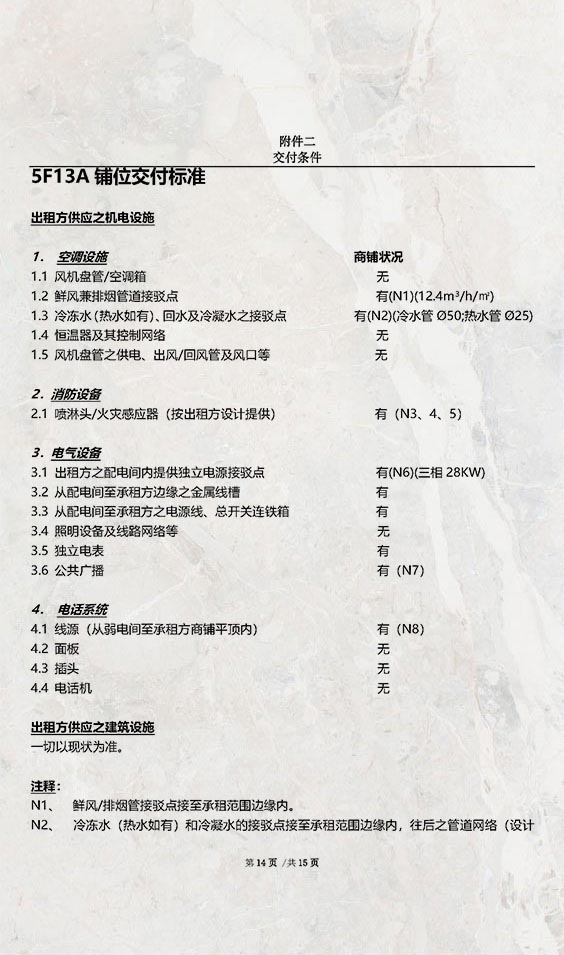 附件二
交付条件
5F13A 铺位交付标准
出租方供应之机电设施
1. 空调设施 商铺状况
1.1 风机盘管/空调箱 无
1.2 鲜风兼排烟管道接驳点 有(N1)(12.4m³/h/㎡)
1.3 冷冻水（热水如有）、回水及冷凝水之接驳点 有(N2)(冷水管 Ø50;热水管 Ø25)
1.4 恒温器及其控制网络 无
1.5 风机盘管之供电、出风/回风管及风口等 无
2. 消防设备
2.1 喷淋头/火灾感应器（按出租方设计提供） 有（N3、4、5）
3. 电气设备
3.1 出租方之配电间内提供独立电源接驳点 有(N6)(三相 28KW)
3.2 从配电间至承租方边缘之金属线槽 有
3.3 从配电间至承租方之电源线、总开关连铁箱 有
3.4 照明设备及线路网络等 无
3.5 独立电表 有
3.6 公共广播 有（N7）
4. 电话系统
4.1 线源（从弱电间至承租方商铺平顶内） 有（N8）
4.2 面板 无
4.3 插头 无
4.4 电话机 无
出租方供应之建筑设施
一切以现状为准。
注释：
N1、 鲜风/排烟管接驳点接至承租范围边缘内。
N2、 冷冻水（热水如有）和冷凝水的接驳点接至承租范围边缘内，往后之管道网络（设计
第 14 页 /共 15 页